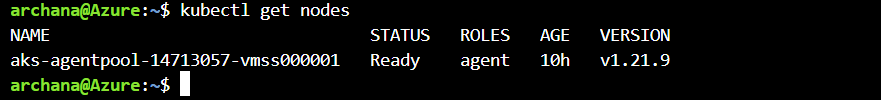 archana@Azure:~$ kubectl get nodes
NAME STATUS ROLES AGE VERSION
aks-agentpool-14713057-vmss000001 Ready agent 10h v1.21.9
archana@Azure:~$